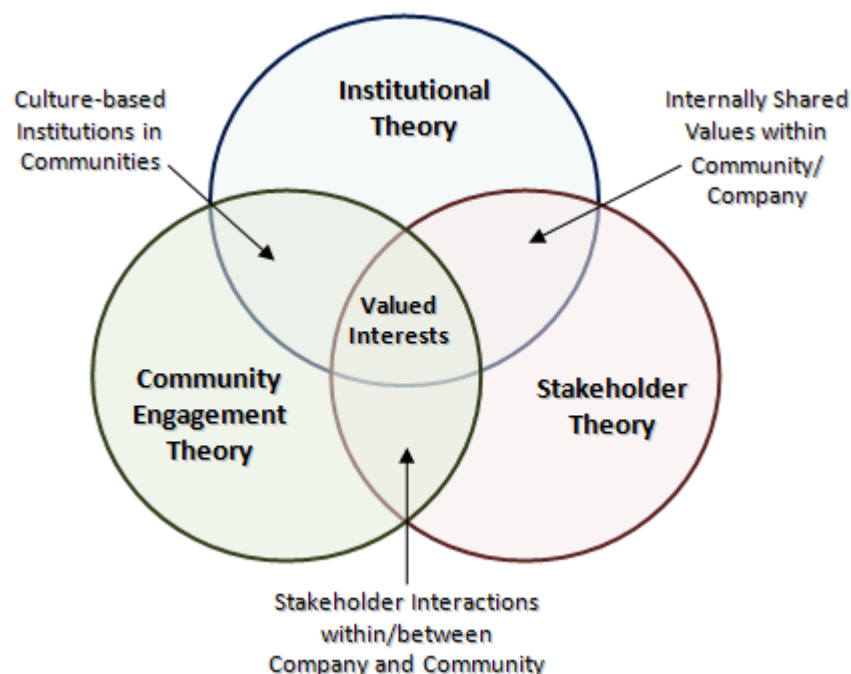 Institutional
Theory
Culture-based
Institutions in
Communities
Internally Shared
Values within
Community/
Company
Valued
Interests
Community
Engagement
Theory
Stakeholder
Theory
Stakeholder Interactions
within/between
Company and Community